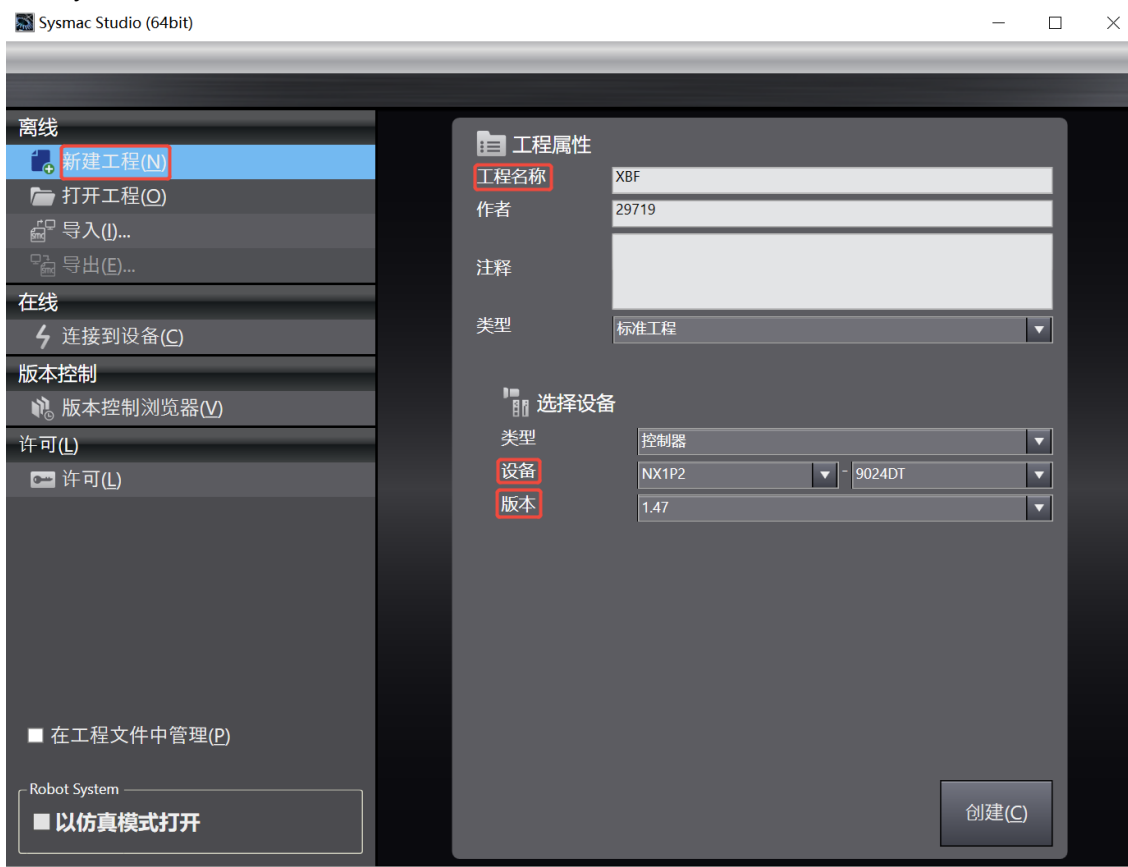 Sysmac Studio (64bit)
离线
新建工程(N)
打开工程(O)
导入(I)...
导出(E)...
在线
连接到设备(C)
版本控制
版本控制浏览器(V)
许可(L)
许可(L)
在工程文件中管理(P)
Robot System
以仿真模式打开
工程属性
工程名称 XBF
作者 29719
注释
类型 标准工程
选择设备
类型 控制器
设备 NX1P2 - 9024DT
版本 1.47
创建(C)